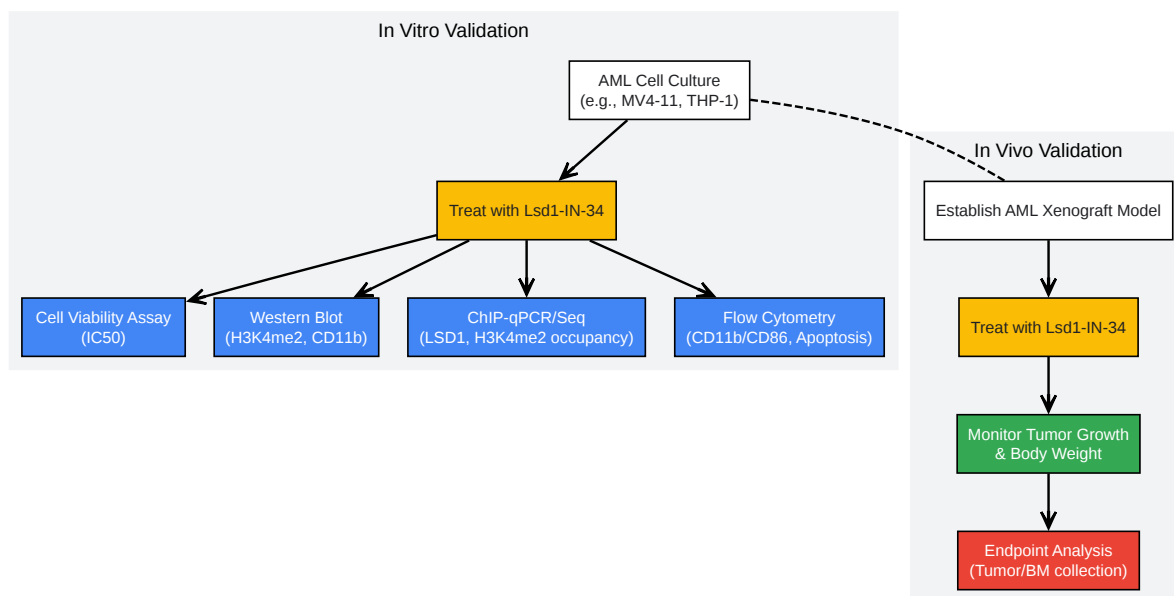 In Vitro Validation
AML Cell Culture
(e.g., MV4-11, THP-1)
Treat with Lsd1-IN-34
Cell Viability Assay
(IC50)
Western Blot
(H3K4me2, CD11b)
ChIP-qPCR/Seq
(LSD1, H3K4me2 occupancy)
Flow Cytometry
(CD11b/CD86, Apoptosis)
In Vivo Validation
Establish AML Xenograft Model
Treat with Lsd1-IN-34
Monitor Tumor Growth
& Body Weight
Endpoint Analysis
(Tumor/BM collection)